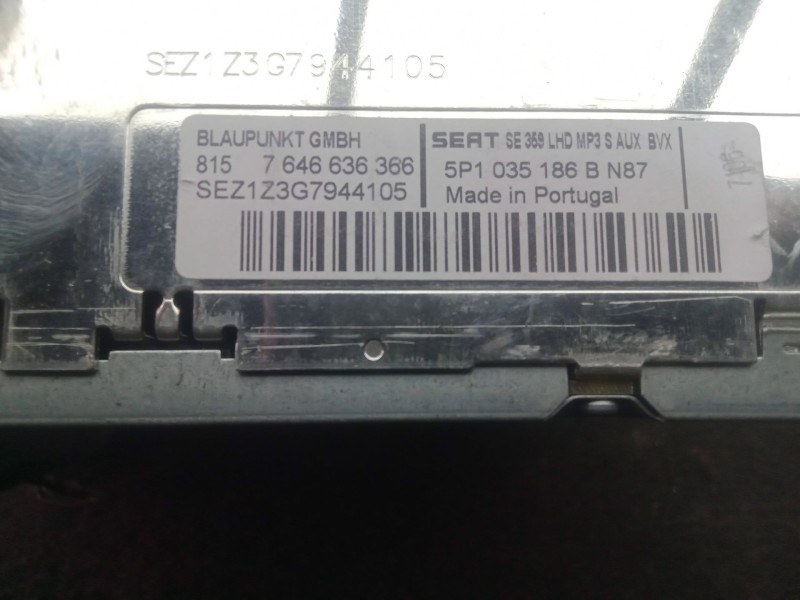 SEZ1Z3G7944105
BLAUPUNKT GMBH
815 7 646 636 366
SEZ1Z3G7944105
SEAT SE 359 LHD MP3 S AUX BVX
5P1 035 186 B N87
Made in Portugal